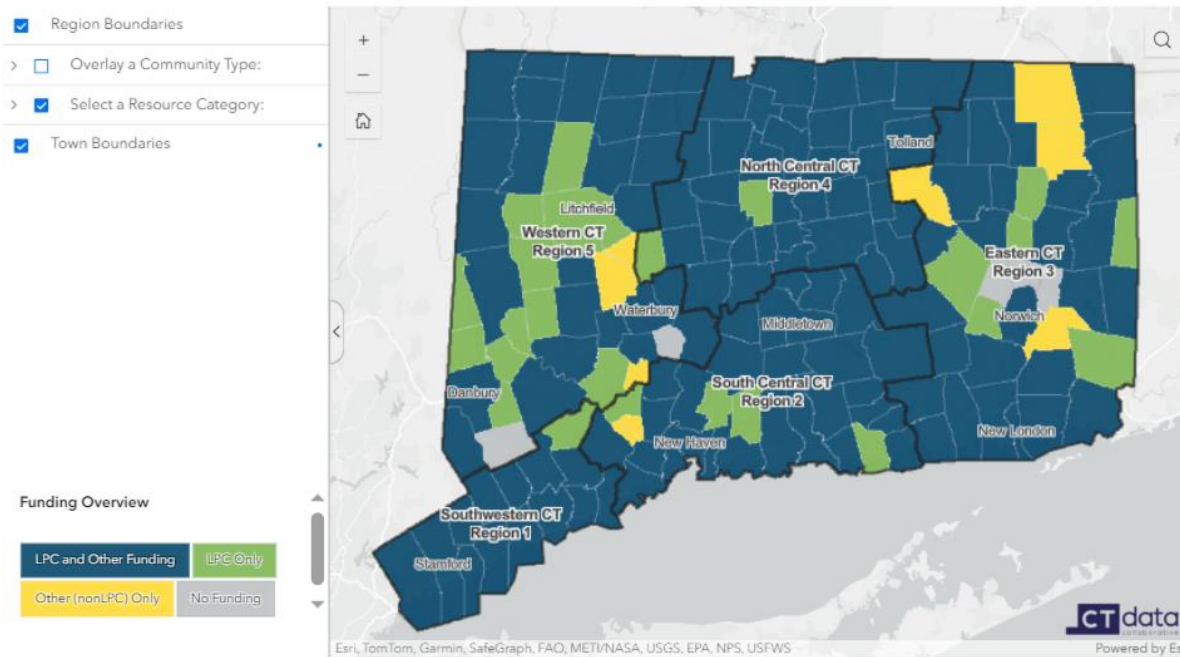 Region Boundaries
Overlay a Community Type:
Select a Resource Category:
Town Boundaries
Funding Overview
LPC and Other Funding
LPC Only
Other (nonLPC) Only
No Funding
+
−
Tolland
North Central CT
Region 4
Litchfield
Western CT
Region 5
Eastern CT
Region 3
Waterbury
Middletown
Norwich
Danbury
South Central CT
Region 2
New Haven
New London
Southwestern CT
Region 1
Stamford
CT data
collaborative
Esri, TomTom, Garmin, SafeGraph, FAO, METI/NASA, USGS, EPA, NPS, USFWS
Powered by Es